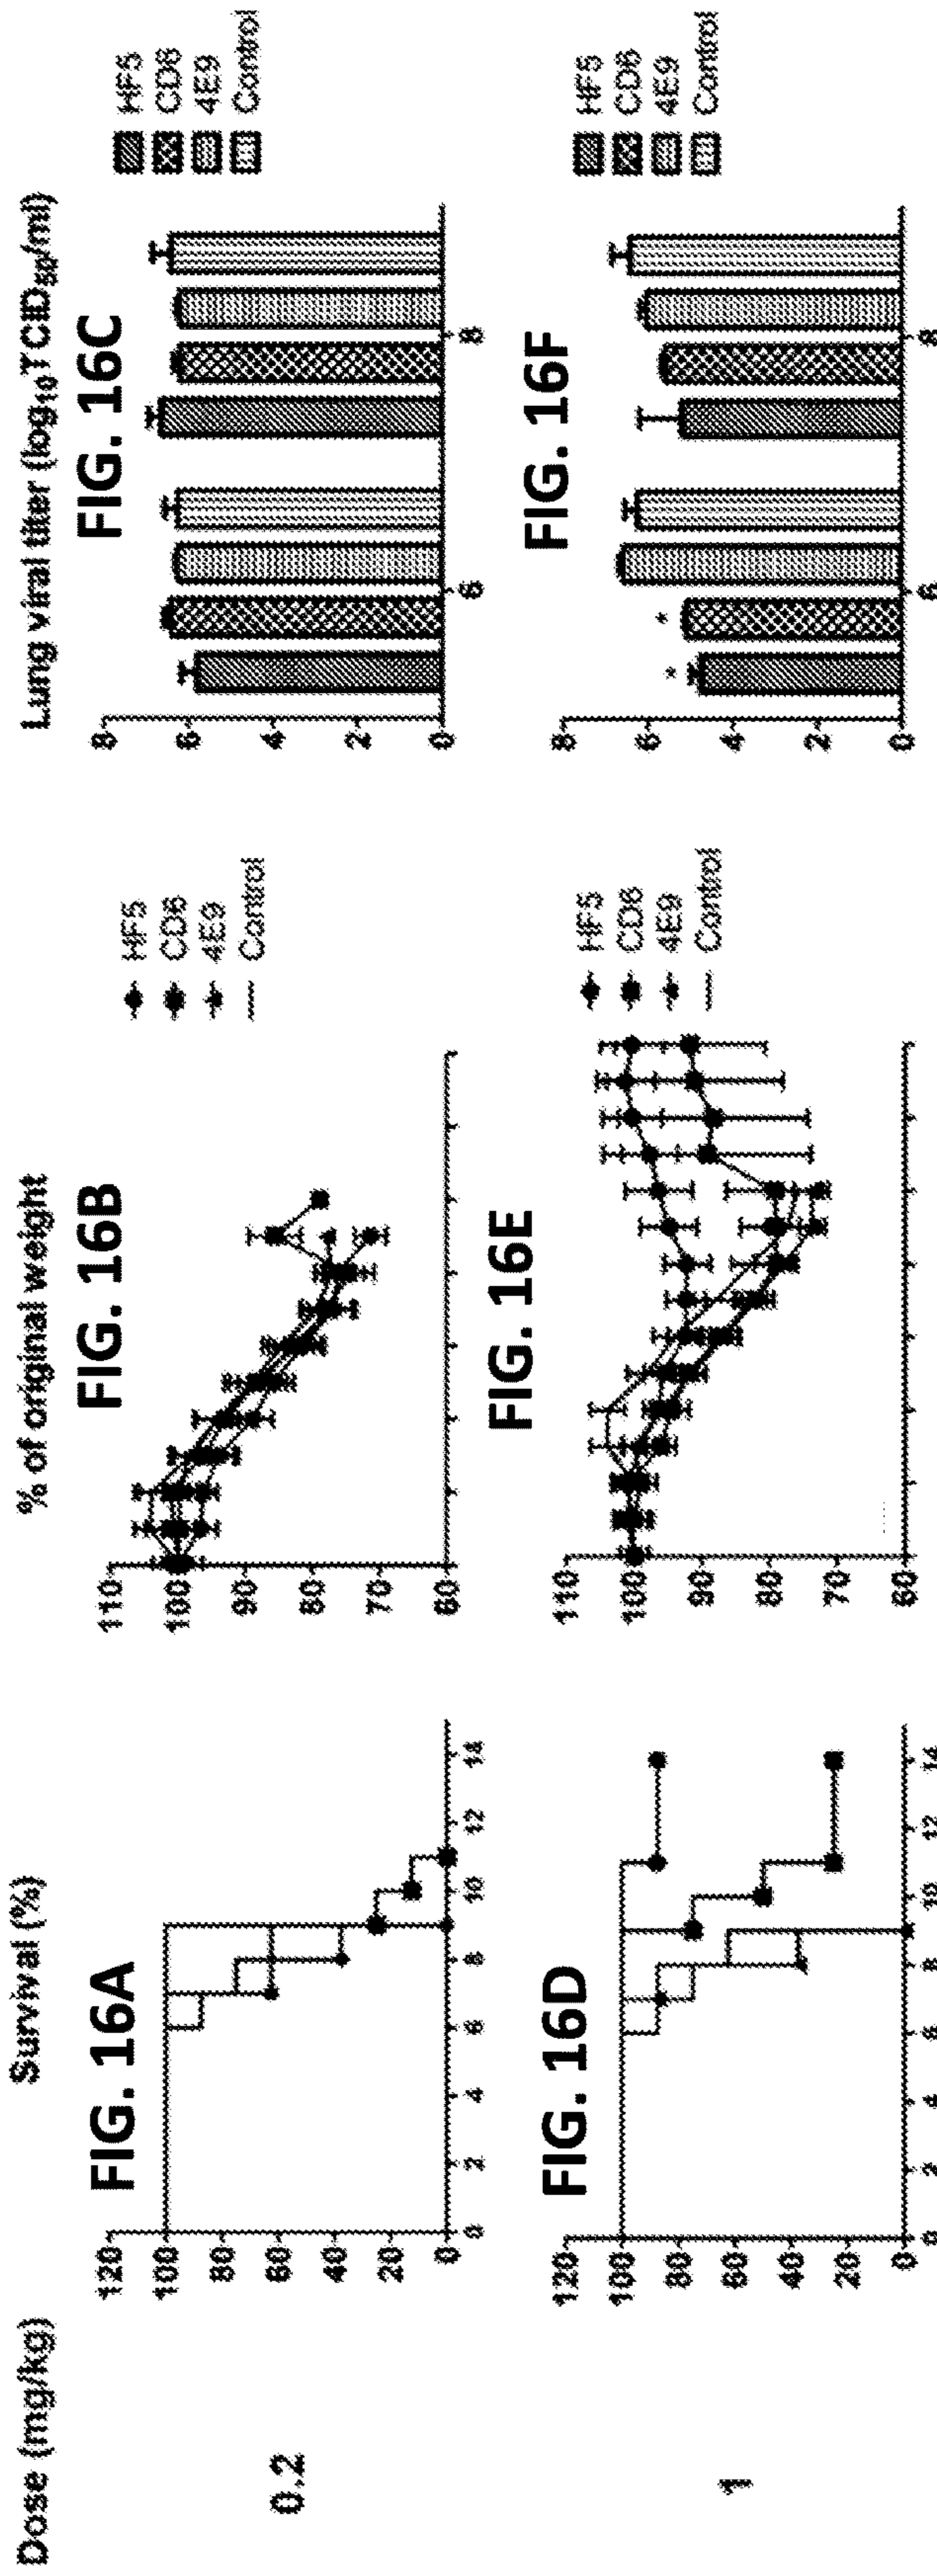 Dose (mg/kg)
Survival (%)
% of original weight
Lung viral titer (log10TCID50/ml)
0.2
FIG. 16A
120
100
80
60
40
20
0
0 2 4 6 8 10 12 14
FIG. 16B
110
100
90
80
70
60
HF5
CD6
4E9
Control
FIG. 16C
8
6
4
2
0
6 8
HF5
CD6
4E9
Control
1
FIG. 16D
120
100
80
60
40
20
0
0 2 4 6 8 10 12 14
FIG. 16E
110
100
90
80
70
60
HF5
CD6
4E9
Control
FIG. 16F
8
6
4
2
0
6 8
* *
HF5
CD6
4E9
Control